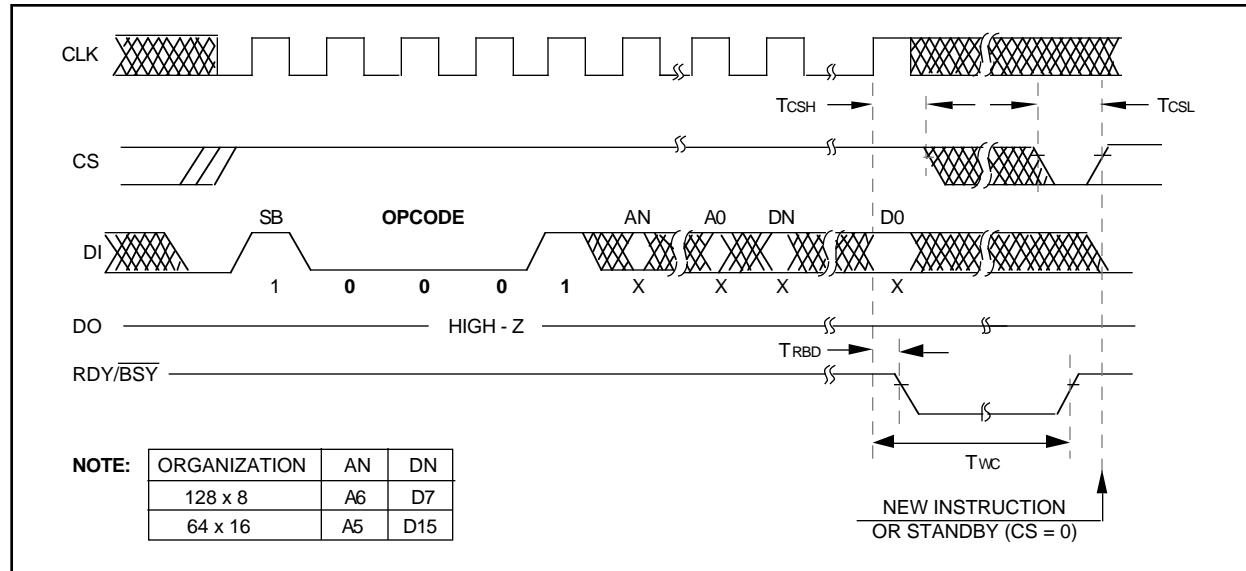 CLK
TCSH
TCSL
CS
SB OPCODE AN A0 DN D0
DI
1 0 0 0 1 X X X X
DO HIGH - Z
TRBD
RDY/BSY
TWC
NOTE: ORGANIZATION AN DN
128 x 8 A6 D7
64 x 16 A5 D15
NEW INSTRUCTION
OR STANDBY (CS = 0)